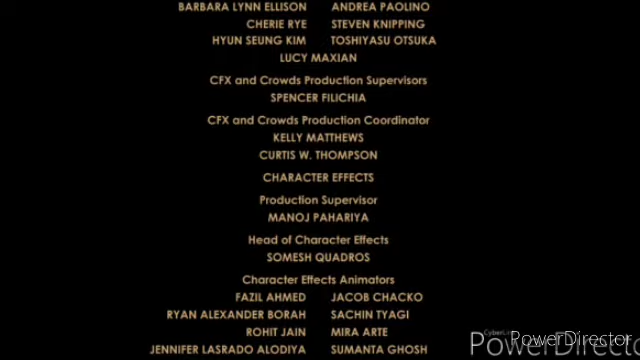 BARBARA LYNN ELLISON ANDREA PAOLINO
CHERIE RYE STEVEN KNIPPING
HYUN SEUNG KIM TOSHIYASU OTSUKA
LUCY MAXIAN
CFX and Crowds Production Supervisors
SPENCER FILICHIA
CFX and Crowds Production Coordinator
KELLY MATTHEWS
CURTIS W. THOMPSON
CHARACTER EFFECTS
Production Supervisor
MANOJ PAHARIYA
Head of Character Effects
SOMESH QUADROS
Character Effects Animators
FAZIL AHMED JACOB CHACKO
RYAN ALEXANDER BORAH SACHIN TYAGI
ROHIT JAIN MIRA ARTE
JENNIFER LASRADO ALODIYA SUMANTA GHOSH
PowerDirector
PowerDirecto